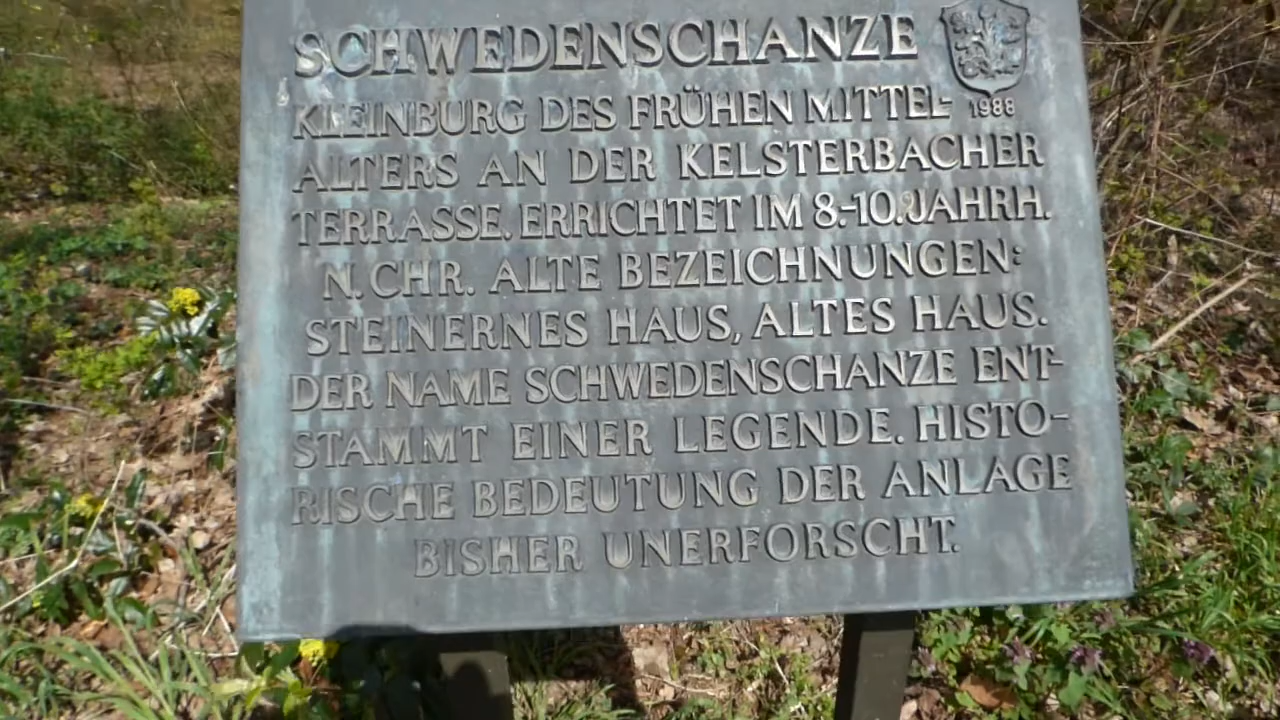 SCHWEDENSCHANZE
1988
KLEINBURG DES FRÜHEN MITTEL-
ALTERS AN DER KELSTERBACHER
TERRASSE. ERRICHTET IM 8.-10. JAHRH.
N. CHR. ALTE BEZEICHNUNGEN:
STEINERNES HAUS, ALTES HAUS.
DER NAME SCHWEDENSCHANZE ENT-
STAMMT EINER LEGENDE. HISTO-
RISCHE BEDEUTUNG DER ANLAGE
BISHER UNERFORSCHT.